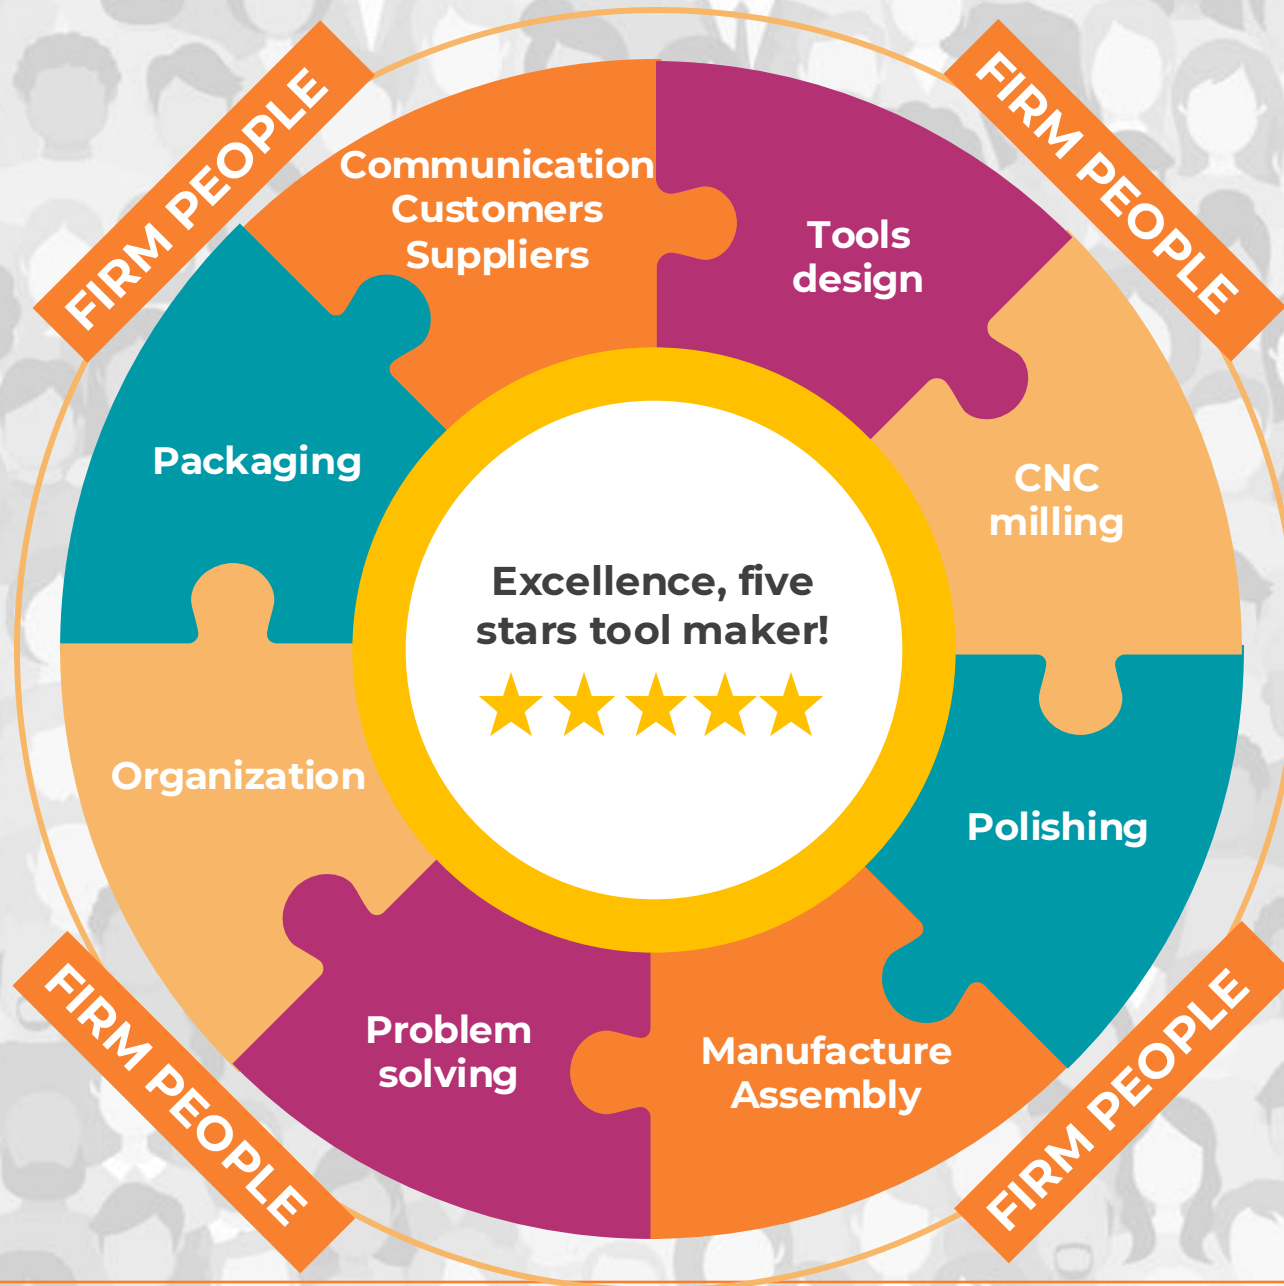 FIRM PEOPLE
FIRM PEOPLE
Communication
Customers
Suppliers
Tools
design
CNC
milling
Polishing
Manufacture
Assembly
Problem
solving
Organization
Packaging
Excellence, five
stars tool maker!
FIRM PEOPLE
FIRM PEOPLE